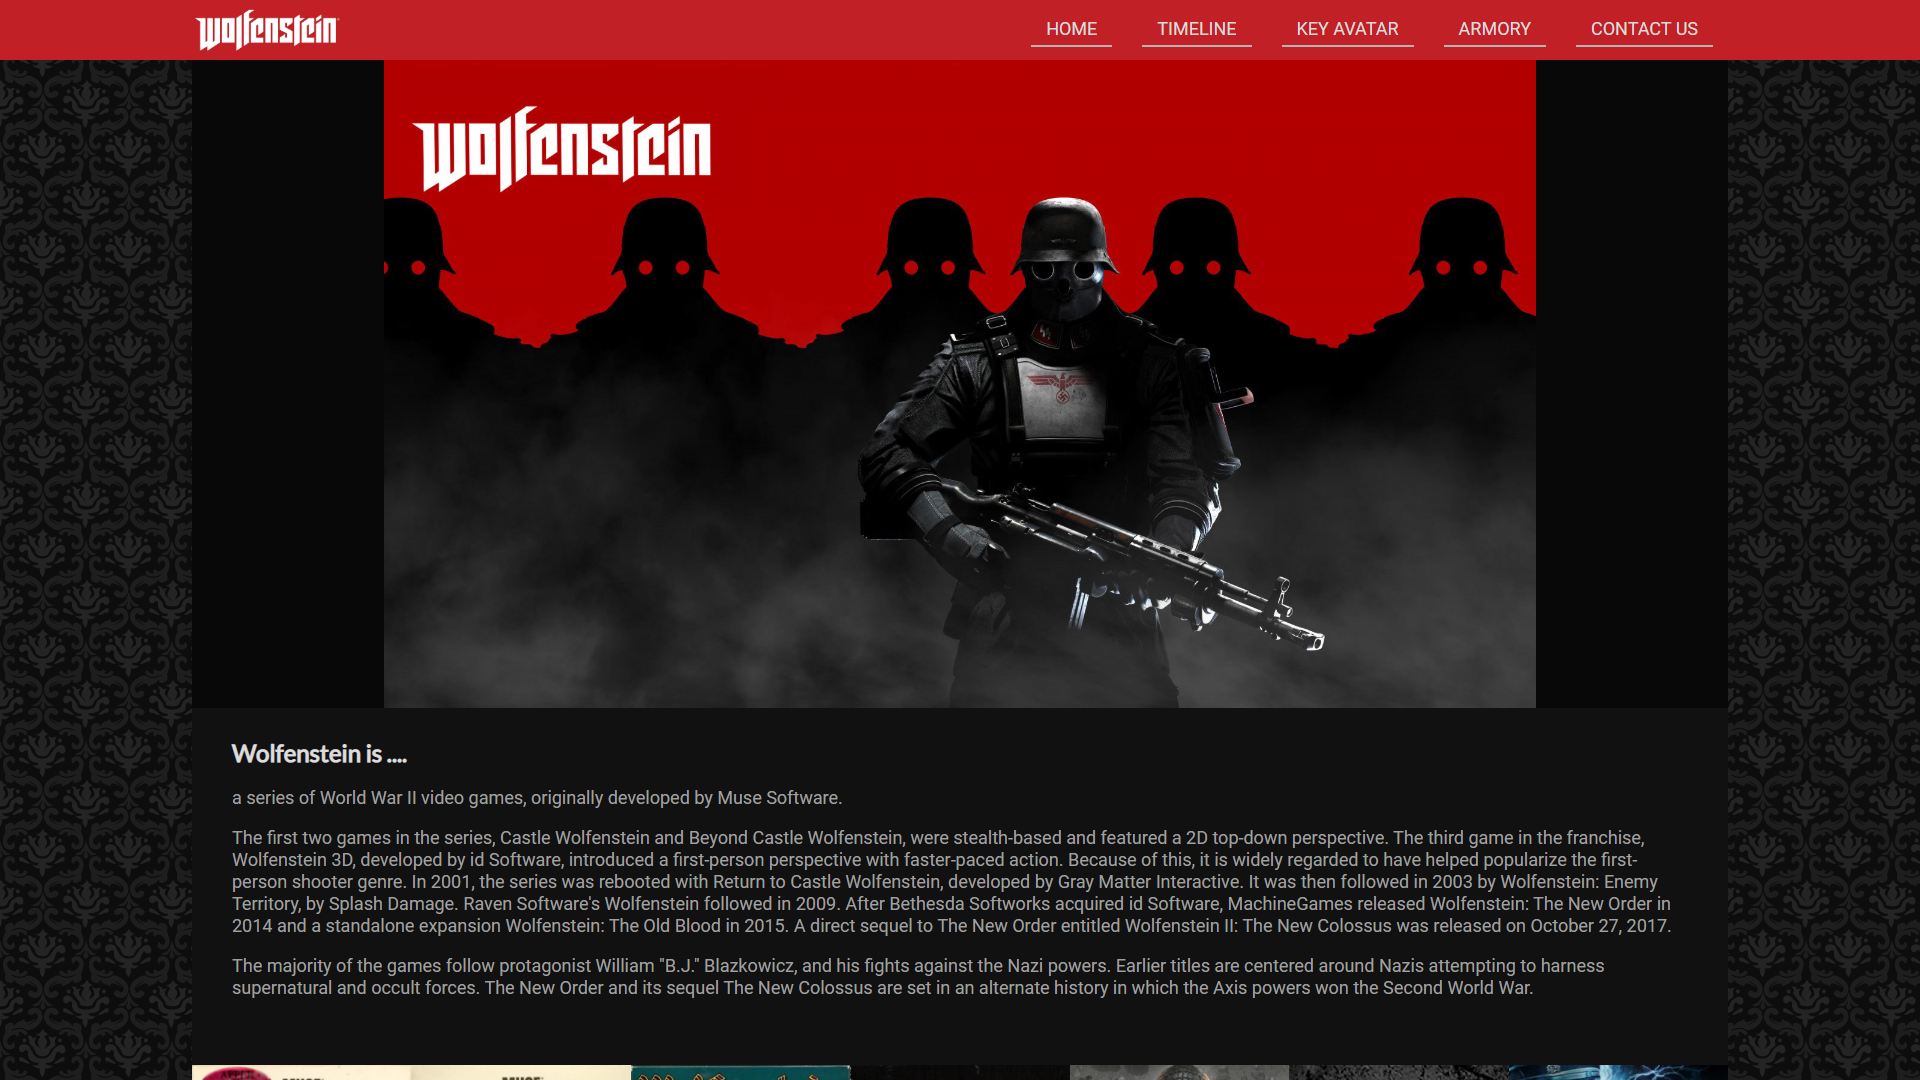 Wolfenstein
HOME
TIMELINE
KEY AVATAR
ARMORY
CONTACT US
Wolfenstein
Wolfenstein is ....
a series of World War II video games, originally developed by Muse Software.
The first two games in the series, Castle Wolfenstein and Beyond Castle Wolfenstein, were stealth-based and featured a 2D top-down perspective. The third game in the franchise,
Wolfenstein 3D, developed by id Software, introduced a first-person perspective with faster-paced action. Because of this, it is widely regarded to have helped popularize the first-
person shooter genre. In 2001, the series was rebooted with Return to Castle Wolfenstein, developed by Gray Matter Interactive. It was then followed in 2003 by Wolfenstein: Enemy
Territory, by Splash Damage. Raven Software's Wolfenstein followed in 2009. After Bethesda Softworks acquired id Software, MachineGames released Wolfenstein: The New Order in
2014 and a standalone expansion Wolfenstein: The Old Blood in 2015. A direct sequel to The New Order entitled Wolfenstein II: The New Colossus was released on October 27, 2017.
The majority of the games follow protagonist William "B.J." Blazkowicz, and his fights against the Nazi powers. Earlier titles are centered around Nazis attempting to harness
supernatural and occult forces. The New Order and its sequel The New Colossus are set in an alternate history in which the Axis powers won the Second World War.